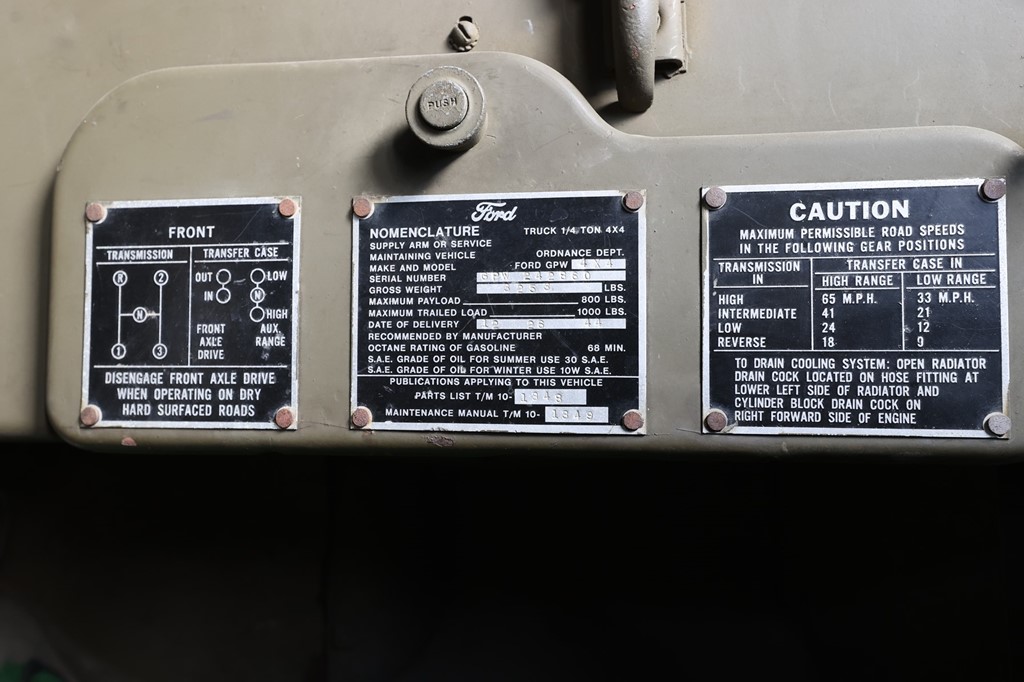 PUSH
FRONT
TRANSMISSION TRANSFER CASE
R 2 OUT LOW
N IN N
HIGH
1 3 FRONT AXLE DRIVE AUX. RANGE
DISENGAGE FRONT AXLE DRIVE
WHEN OPERATING ON DRY
HARD SURFACED ROADS
Ford
NOMENCLATURE TRUCK 1/4 TON 4X4
SUPPLY ARM OR SERVICE
MAINTAINING VEHICLE ORDNANCE DEPT.
MAKE AND MODEL FORD GPW 4X4
SERIAL NUMBER GPW
GROSS WEIGHT 3253 LBS.
MAXIMUM PAYLOAD 800 LBS.
MAXIMUM TRAILED LOAD 1000 LBS.
DATE OF DELIVERY 12 28 44
RECOMMENDED BY MANUFACTURER
OCTANE RATING OF GASOLINE 68 MIN.
S.A.E. GRADE OF OIL FOR SUMMER USE 30 S.A.E.
S.A.E. GRADE OF OIL FOR WINTER USE 10W S.A.E.
PUBLICATIONS APPLYING TO THIS VEHICLE
PARTS LIST T/M 10- 1348
MAINTENANCE MANUAL T/M 10- 1349
CAUTION
MAXIMUM PERMISSIBLE ROAD SPEEDS
IN THE FOLLOWING GEAR POSITIONS
TRANSMISSION IN TRANSFER CASE IN
HIGH RANGE LOW RANGE
HIGH 65 M.P.H. 33 M.P.H.
INTERMEDIATE 41 21
LOW 24 12
REVERSE 18 9
TO DRAIN COOLING SYSTEM: OPEN RADIATOR
DRAIN COCK LOCATED ON HOSE FITTING AT
LOWER LEFT SIDE OF RADIATOR AND
CYLINDER BLOCK DRAIN COCK ON
RIGHT FORWARD SIDE OF ENGINE